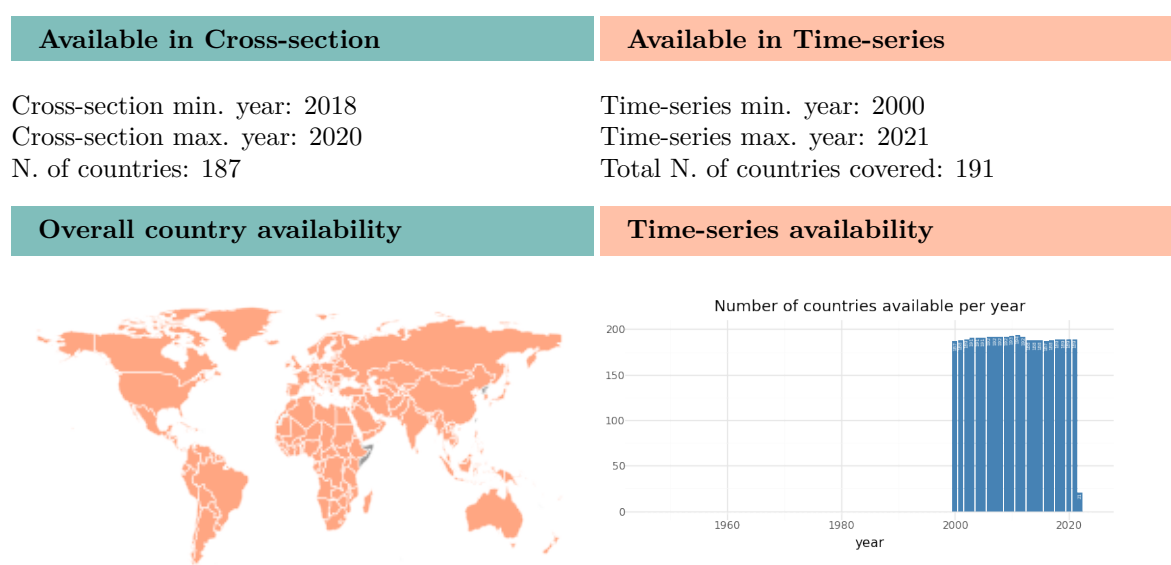 Available in Cross-section
Available in Time-series
Cross-section min. year: 2018
Cross-section max. year: 2020
N. of countries: 187
Time-series min. year: 2000
Time-series max. year: 2021
Total N. of countries covered: 191
Overall country availability
Time-series availability
Number of countries available per year
200
150
100
50
0
1960 1980 2000 2020
year